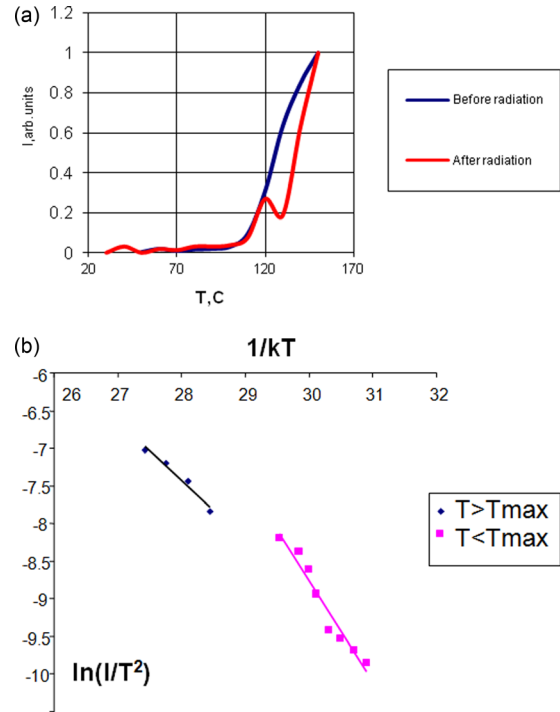 (a)
1.2
1
0.8
0.6
0.4
0.2
0
I,arb.units
20
70
120
170
T,C
Before radiation
After radiation
(b)
1/kT
26
27
28
29
30
31
32
-6
-6.5
-7
-7.5
-8
-8.5
-9
-9.5
-10
T>Tmax
T<Tmax
ln(I/T²)